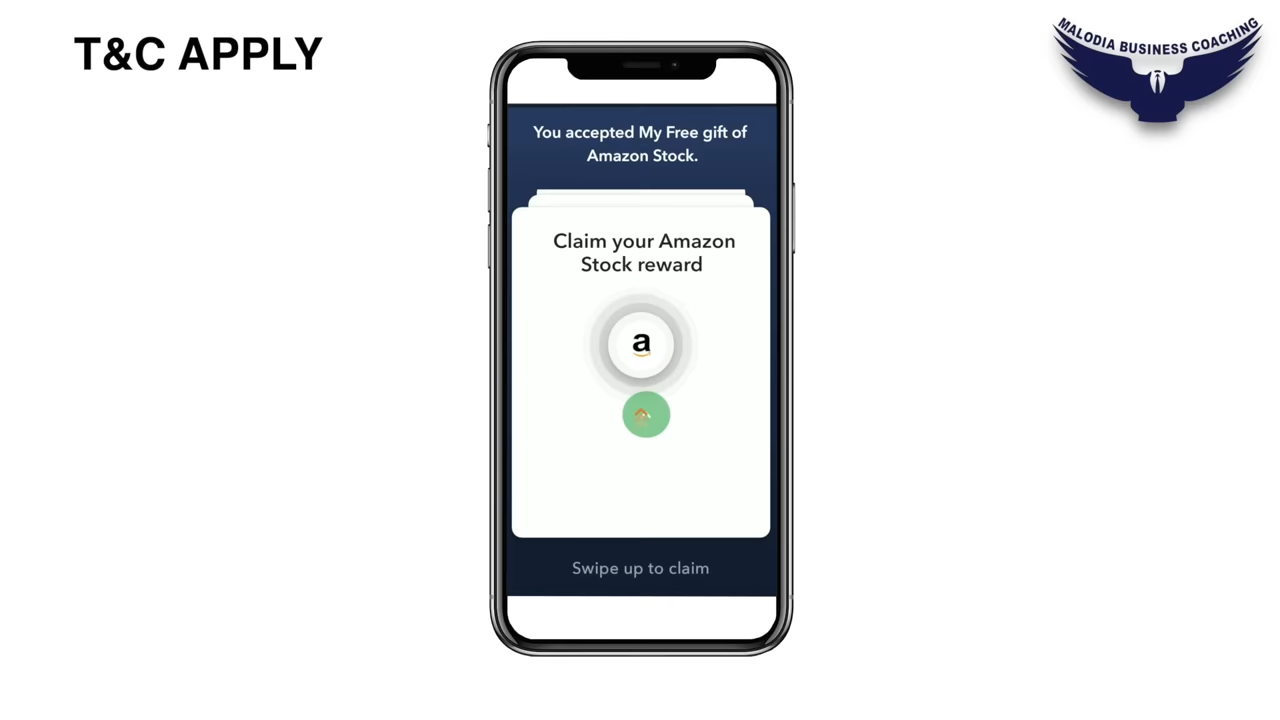 T&C APPLY
MALODIA BUSINESS COACHING
You accepted My Free gift of
Amazon Stock.
Claim your Amazon
Stock reward
a
Swipe up to claim